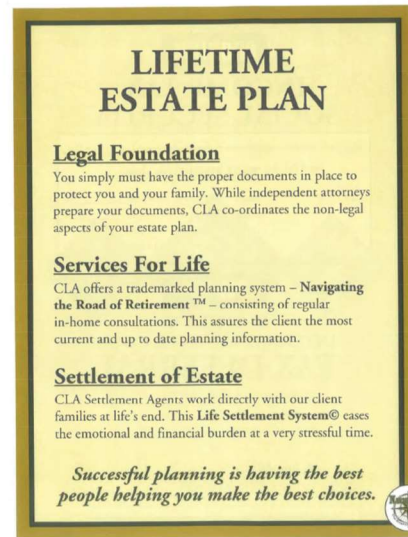 LIFETIME
ESTATE PLAN
Legal Foundation
You simply must have the proper documents in place to
protect you and your family. While independent attorneys
prepare your documents, CLA co-ordinates the non-legal
aspects of your estate plan.
Services For Life
CLA offers a trademarked planning system – Navigating
the Road of Retirement ™ – consisting of regular
in-home consultations. This assures the client the most
current and up to date planning information.
Settlement of Estate
CLA Settlement Agents work directly with our client
families at life's end. This Life Settlement System© eases
the emotional and financial burden at a very stressful time.
Successful planning is having the best
people helping you make the best choices.